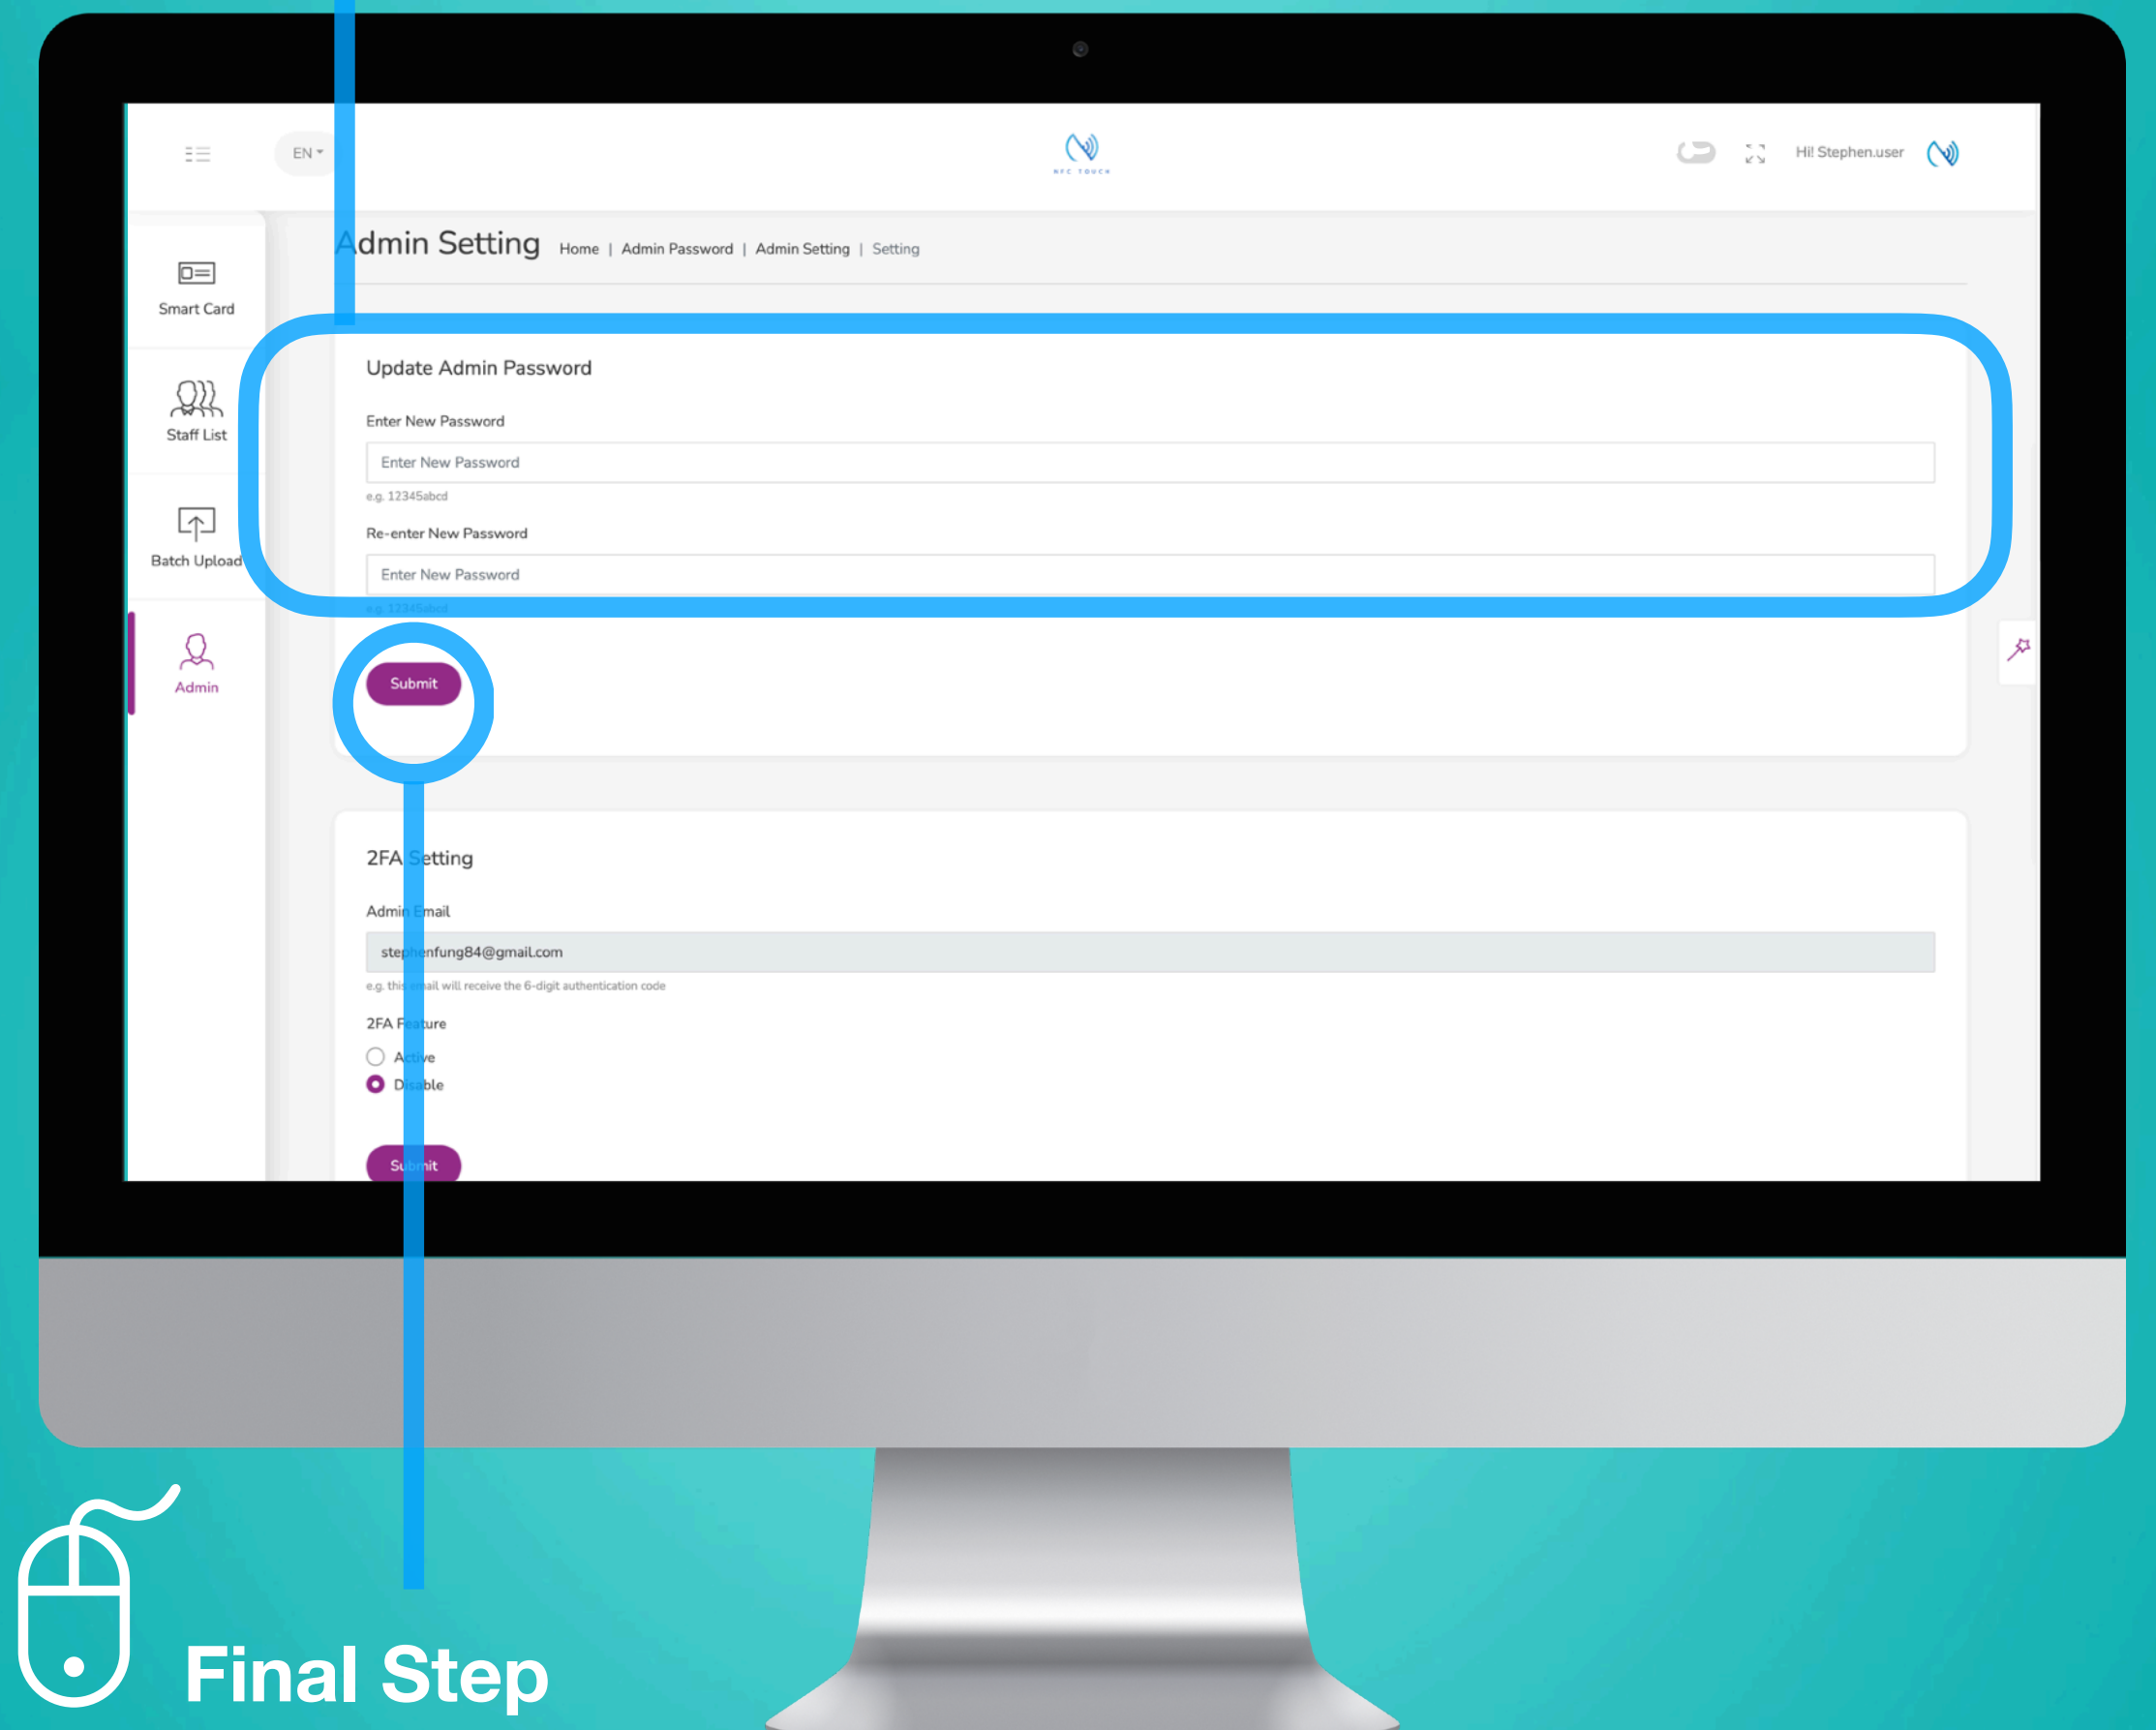 EN
NFC TOUCH
Hi! Stephen.user
Admin Setting Home | Admin Password | Admin Setting | Setting
Smart Card
Staff List
Batch Upload
Admin
Update Admin Password
Enter New Password
Enter New Password
e.g. 12345abcd
Re-enter New Password
Enter New Password
e.g. 12345abcd
Submit
2FA Setting
Admin Email
stephenfung84@gmail.com
e.g. this email will receive the 6-digit authentication code
2FA Feature
Active
Disable
Submit
Final Step